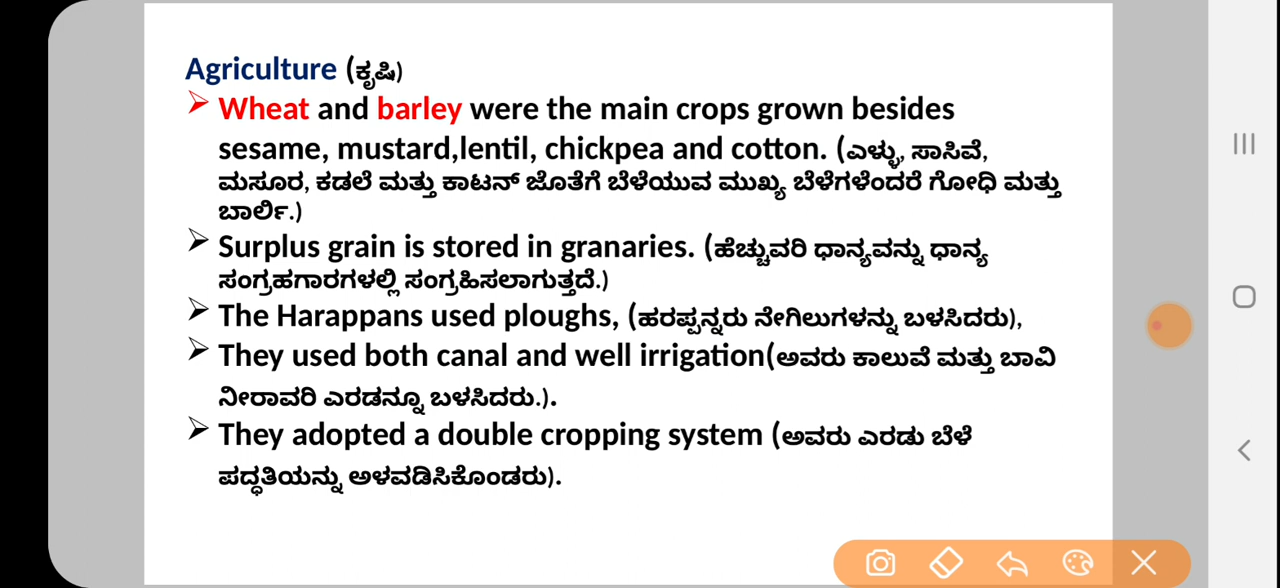 Agriculture (ಕೃಷಿ)
➢ Wheat and barley were the main crops grown besides
sesame, mustard,lentil, chickpea and cotton. (ಎಳ್ಳು, ಸಾಸಿವೆ,
ಮಸೂರ, ಕಡಲೆ ಮತ್ತು ಕಾಟನ್ ಜೊತೆಗೆ ಬೆಳೆಯುವ ಮುಖ್ಯ ಬೆಳೆಗಳೆಂದರೆ ಗೋಧಿ ಮತ್ತು
ಬಾರ್ಲಿ.)
➢ Surplus grain is stored in granaries. (ಹೆಚ್ಚುವರಿ ಧಾನ್ಯವನ್ನು ಧಾನ್ಯ
ಸಂಗ್ರಹಗಾರಗಳಲ್ಲಿ ಸಂಗ್ರಹಿಸಲಾಗುತ್ತದೆ.)
➢ The Harappans used ploughs, (ಹರಪ್ಪನ್ನರು ನೇಗಿಲುಗಳನ್ನು ಬಳಸಿದರು),
➢ They used both canal and well irrigation(ಅವರು ಕಾಲುವೆ ಮತ್ತು ಬಾವಿ
ನೀರಾವರಿ ಎರಡನ್ನೂ ಬಳಸಿದರು.).
➢ They adopted a double cropping system (ಅವರು ಎರಡು ಬೆಳೆ
ಪದ್ಧತಿಯನ್ನು ಅಳವಡಿಸಿಕೊಂಡರು).